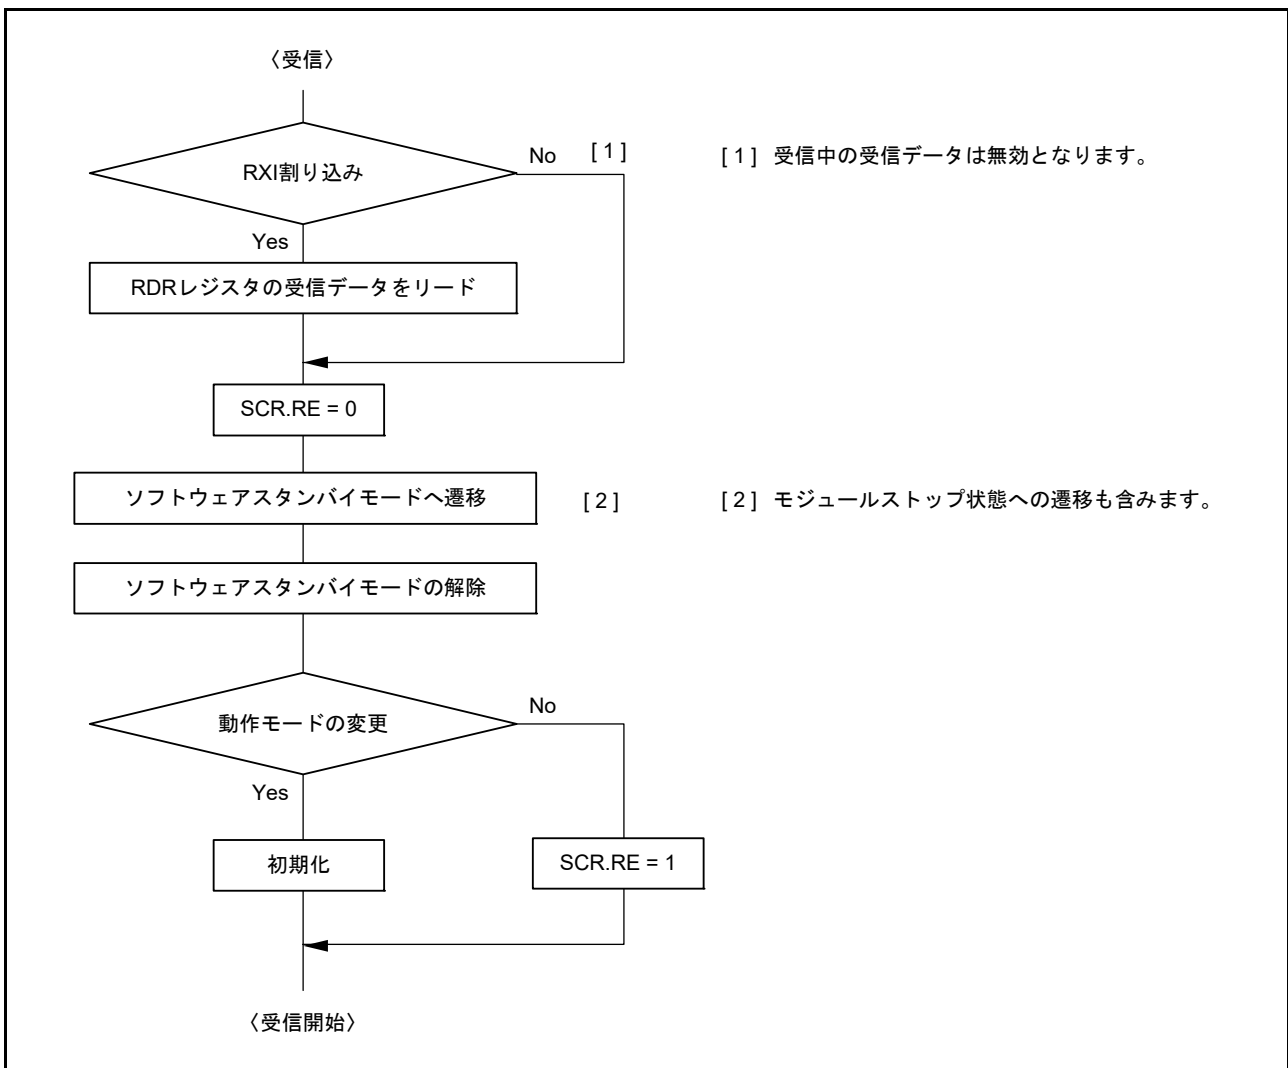 〈受信〉
No [1] [1] 受信中の受信データは無効となります。
RXI割り込み
Yes
RDRレジスタの受信データをリード
SCR.RE = 0
ソフトウェアスタンバイモードへ遷移 [2] [2] モジュールストップ状態への遷移も含みます。
ソフトウェアスタンバイモードの解除
No
動作モードの変更
Yes
初期化 SCR.RE = 1
〈受信開始〉